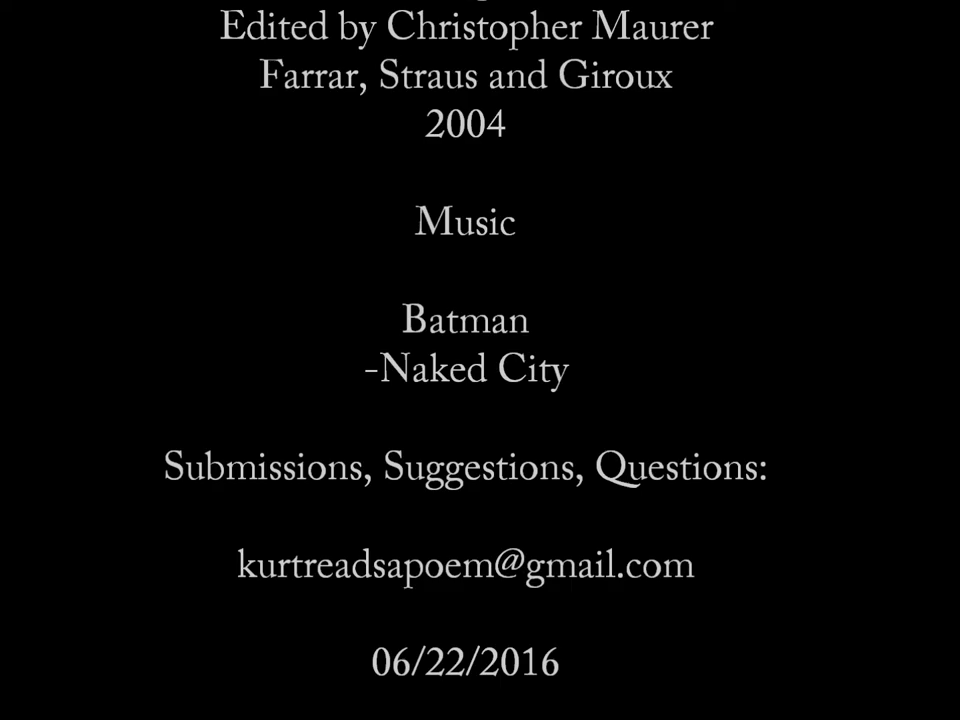 Edited by Christopher Maurer
Farrar, Straus and Giroux
2004
Music
Batman
-Naked City
Submissions, Suggestions, Questions:
kurtreadsapoem@gmail.com
06/22/2016